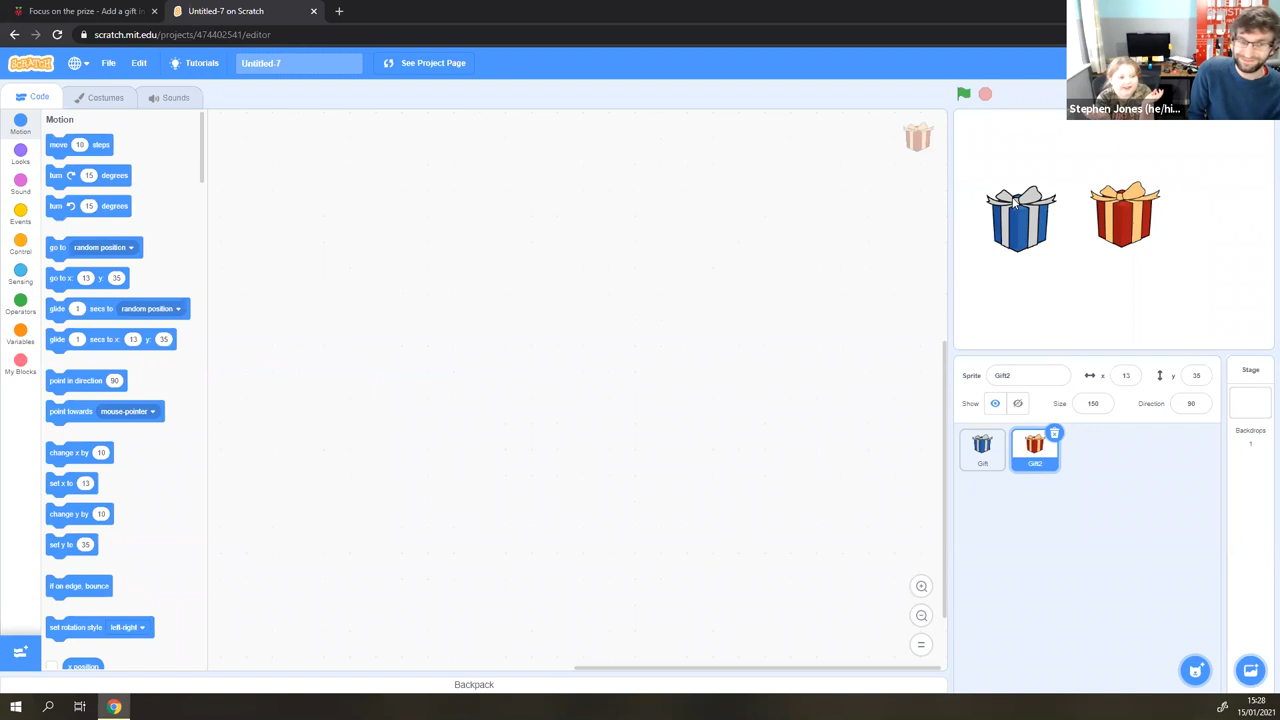 Focus on the prize - Add a gift in
Untitled-7 on Scratch
scratch.mit.edu/projects/474402541/editor
SCRATCH
File
Edit
Tutorials
Untitled-7
See Project Page
Stephen Jones (he/hi...
Code
Costumes
Sounds
Motion
Looks
Sound
Events
Control
Sensing
Operators
Variables
My Blocks
Motion
move 10 steps
turn 15 degrees
turn 15 degrees
go to random position
go to x: 13 y: 35
glide 1 secs to random position
glide 1 secs to x: 13 y: 35
point in direction 90
point towards mouse-pointer
change x by 10
set x to 13
change y by 10
set y to 35
if on edge, bounce
set rotation style left-right
x position
Backpack
Sprite Gift2 x 13 y 35
Show Size 150 Direction 90
Gift
Gift2
Stage
Backdrops
1
15:28
15/01/2021